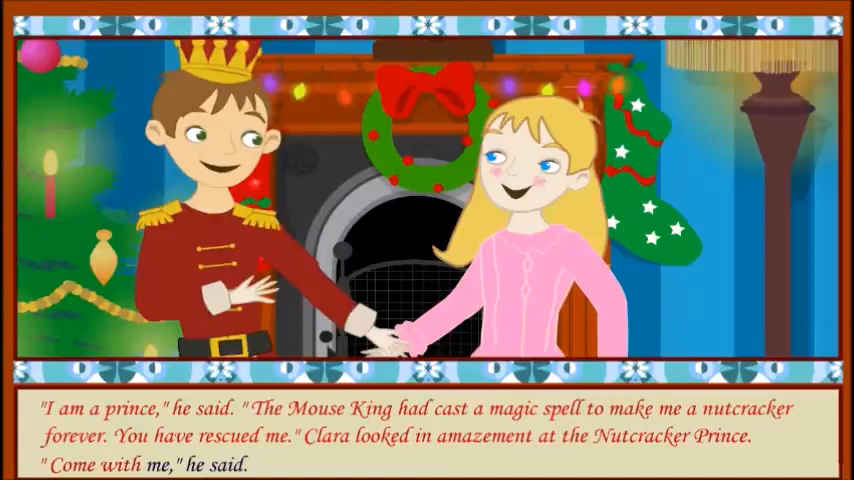 "I am a prince," he said. "The Mouse King had cast a magic spell to make me a nutcracker
forever. You have rescued me." Clara looked in amazement at the Nutcracker Prince.
"Come with me," he said.